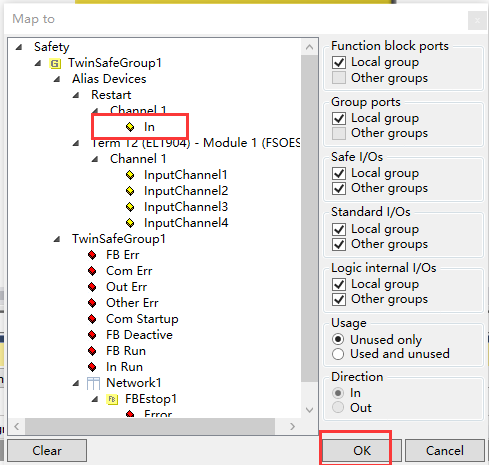 Map to
x
Safety
G TwinSafeGroup1
Alias Devices
Restart
Channel 1
In
Term 12 (EL1904) - Module 1 (FSOES
Channel 1
InputChannel1
InputChannel2
InputChannel3
InputChannel4
TwinSafeGroup1
FB Err
Com Err
Out Err
Other Err
Com Startup
FB Deactive
FB Run
In Run
Network1
FB FBEstop1
Error
Function block ports
Local group
Other groups
Group ports
Local group
Other groups
Safe I/Os
Local group
Other groups
Standard I/Os
Local group
Other groups
Logic internal I/Os
Local group
Other groups
Usage
Unused only
Used and unused
Direction
In
Out
Clear
OK
Cancel